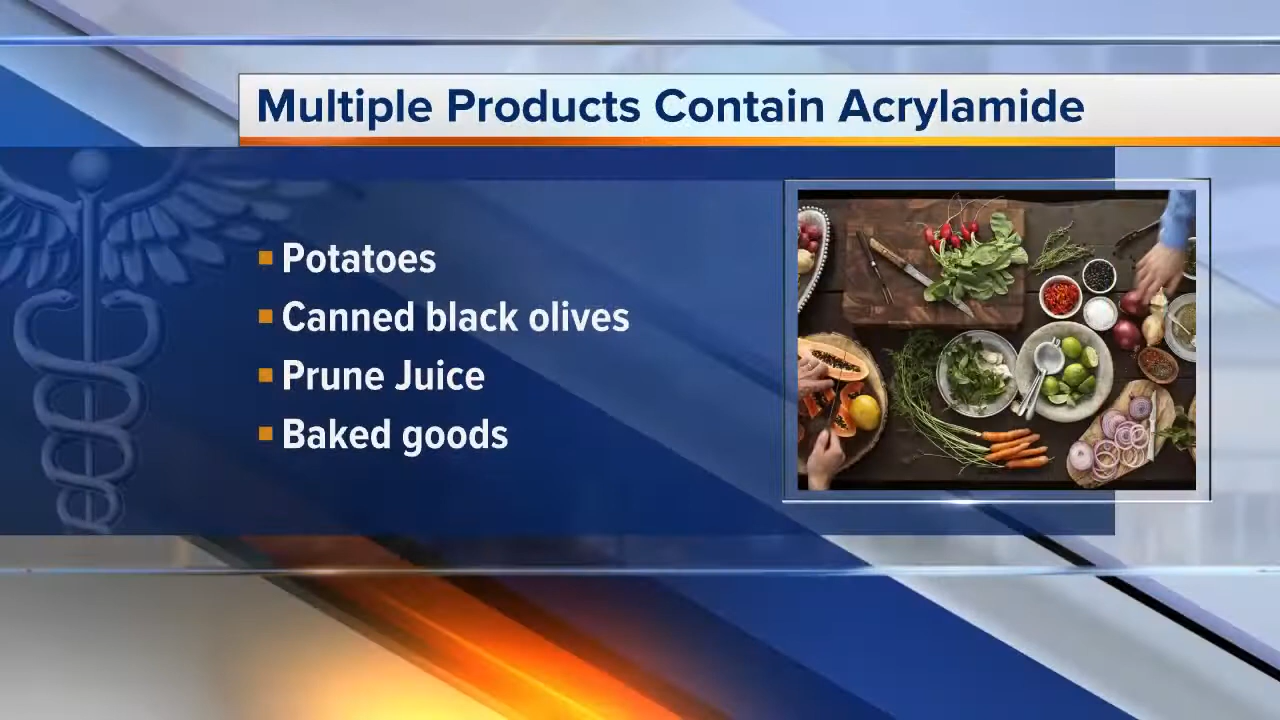 Multiple Products Contain Acrylamide
Potatoes
Canned black olives
Prune Juice
Baked goods